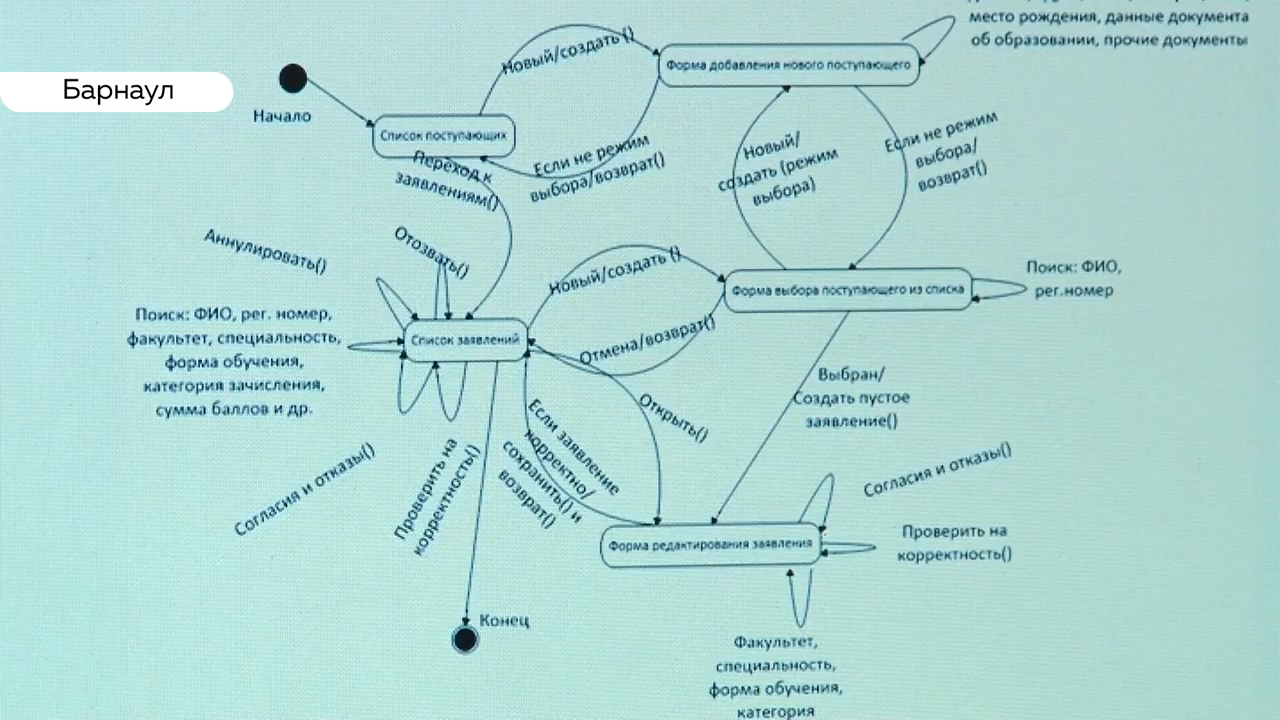 место рождения, данные документа
об образовании, прочие документы
Новый/создать ()
Форма добавления нового поступающего
Барнаул
Начало
Список поступающих
Переход к
заявлениям()
Если не режим
выбора/возврат()
Новый/
создать (режим
выбора)
Если не режим
выбора/
возврат()
Аннулировать()
Отозвать()
Новый/создать ()
Форма выбора поступающего из списка
Поиск: ФИО,
рег.номер
Поиск: ФИО, рег. номер,
факультет, специальность,
форма обучения,
категория зачисления,
сумма баллов и др.
Список заявлений
Отмена/возврат()
Открыть()
Выбран/
Создать пустое
заявление()
Согласия и отказы()
Проверить на
корректность()
Если заявление
корректно/
сохранить() и
возврат()
Согласия и отказы()
Форма редактирования заявления
Проверить на
корректность()
Конец
Факультет,
специальность,
форма обучения,
категория